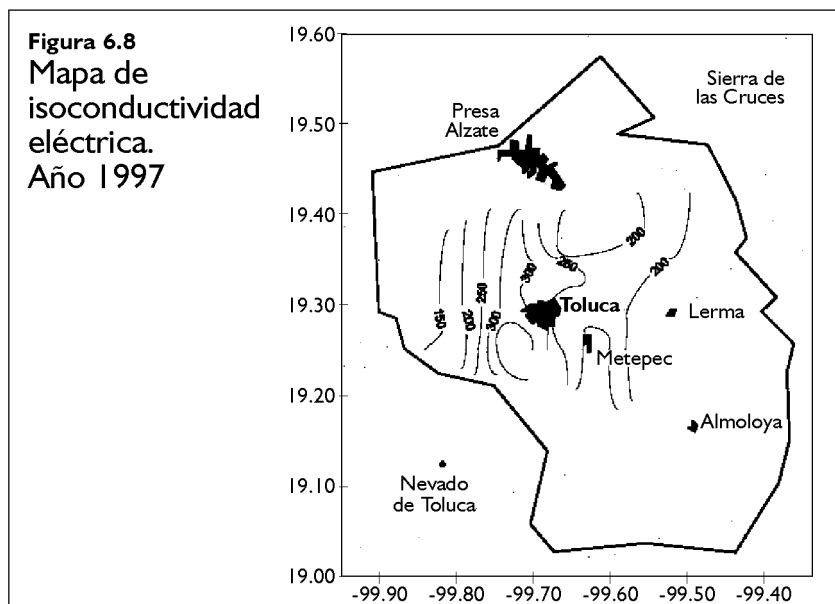 Figura 6.8
Mapa de
isoconductividad
eléctrica.
Año 1997
19.60
19.50
19.40
19.30
19.20
19.10
19.00
Sierra de
las Cruces
Presa
Alzate
200
250
300
200
150
200
250
300
Toluca
Lerma
Metepec
Almoloya
Nevado
de Toluca
-99.90
-99.80
-99.70
-99.60
-99.50
-99.40